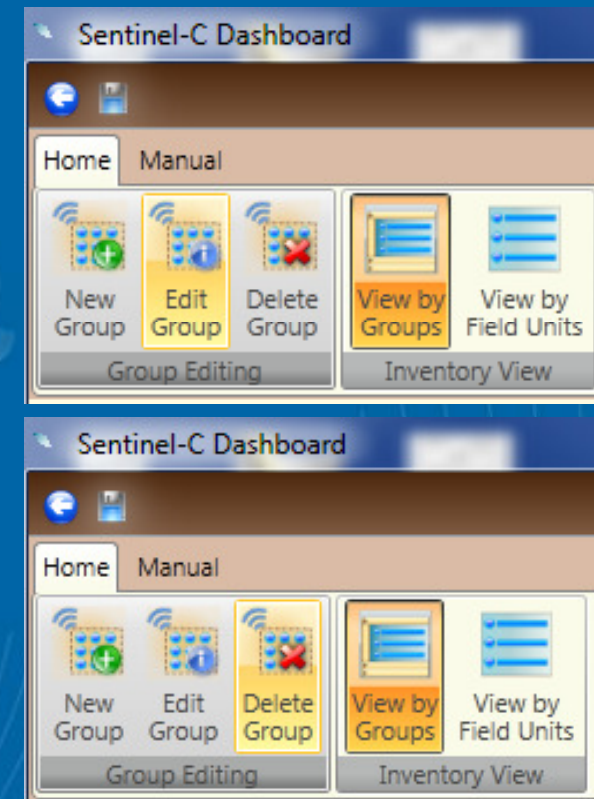 Sentinel-C Dashboard
Home Manual
New Edit Delete View by View by
Group Group Group Groups Field Units
Group Editing Inventory View
Sentinel-C Dashboard
Home Manual
New Edit Delete View by View by
Group Group Group Groups Field Units
Group Editing Inventory View